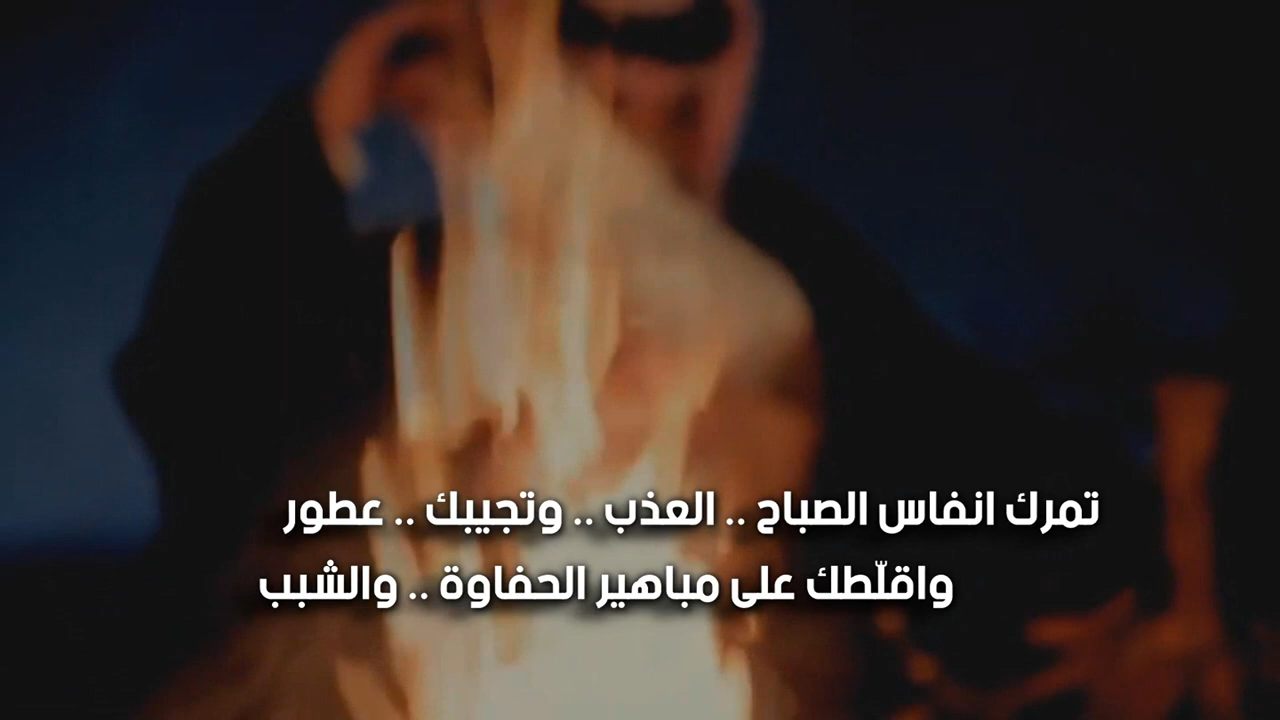 تمرك انفاس الصباح .. العذب .. وتجيبك .. عطور
واقلّطك على مباهير الحفاوة .. والشبب